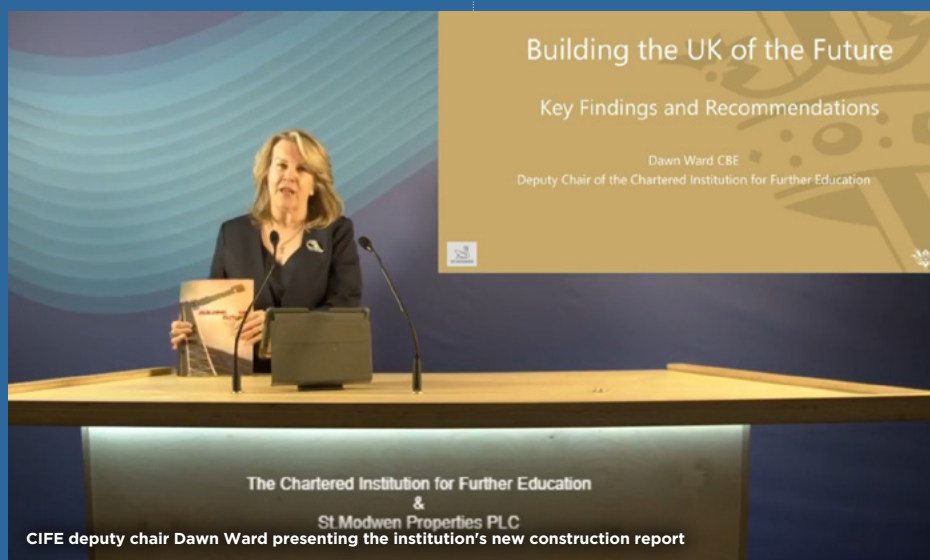 Building the UK of the Future
Key Findings and Recommendations
Dawn Ward CBE
Deputy Chair of the Chartered Institution for Further Education
BUILDING
The Chartered Institution for Further Education
&
St.Modwen Properties PLC
CIFE deputy chair Dawn Ward presenting the institution's new construction report